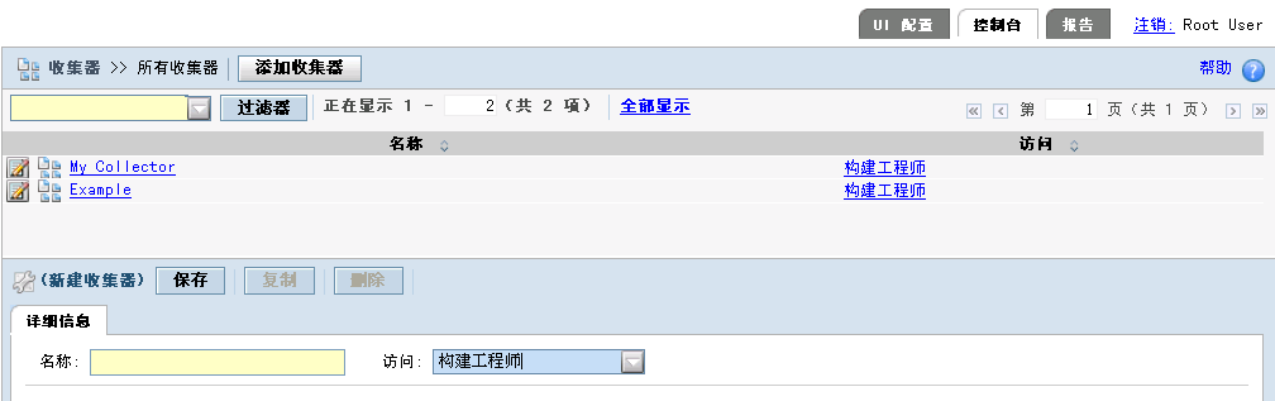 UI 配置 控制台 报告 注销: Root User
收集器 >> 所有收集器 添加收集器 帮助 ?
过滤器 正在显示 1 - 2 (共 2 项) 全部显示 第 1 页 (共 1 页)
名称 访问
My Collector 构建工程师
Example 构建工程师
(新建收集器) 保存 复制 删除
详细信息
名称: 访问: 构建工程师